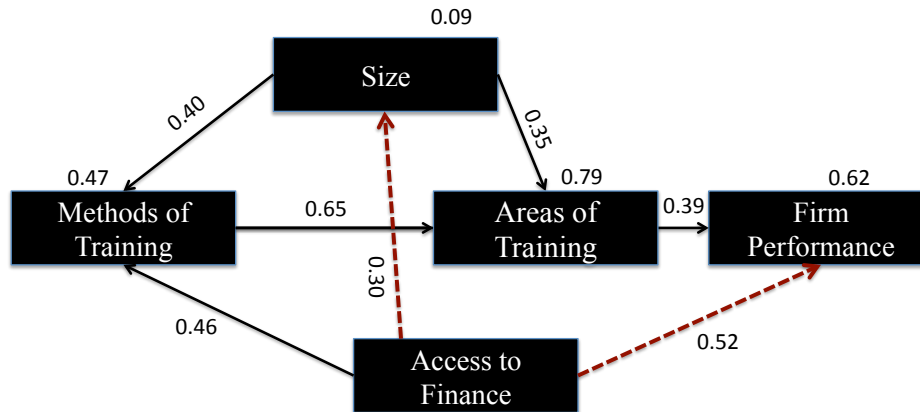 0.09
Size
0.40
0.35
0.47
0.79
0.62
Methods of
Training
0.65
Areas of
Training
0.39
Firm
Performance
0.30
0.46
0.52
Access to
Finance